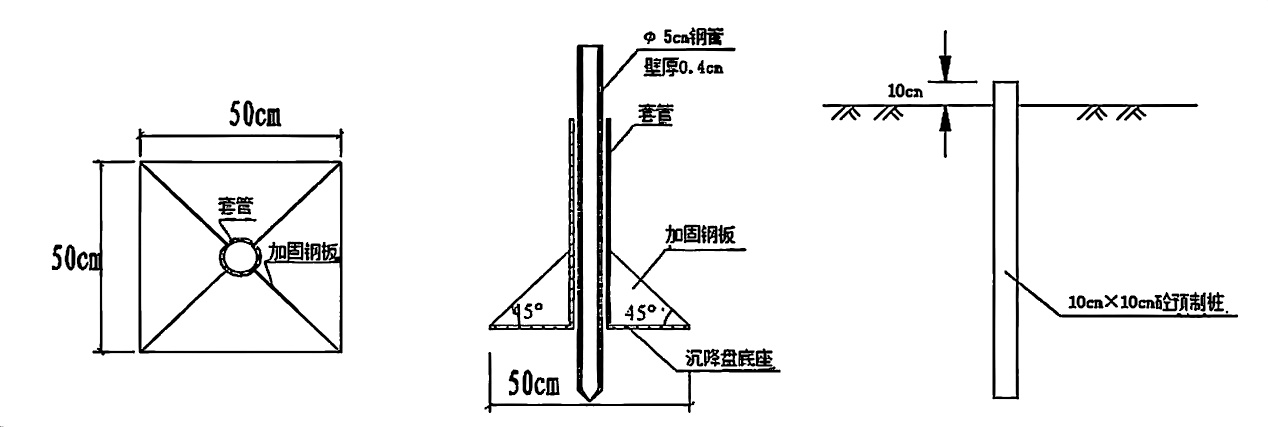 50cm
50cm
套管
加固钢板
φ 5cm钢管
壁厚0.4cm
套管
加固钢板
45°
45°
沉降盘底座
50cm
10cm
10cm×10cm砼预制桩